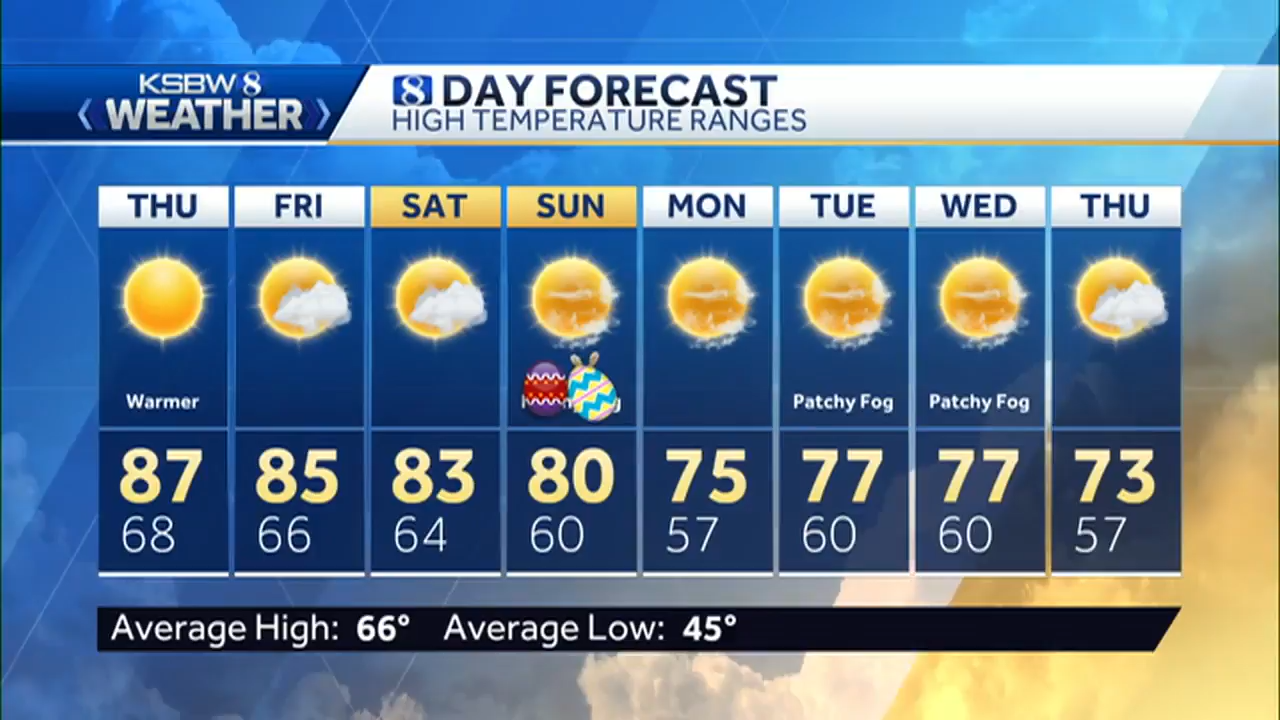 KSBW 8
WEATHER
8 DAY FORECAST
HIGH TEMPERATURE RANGES
THU FRI SAT SUN MON TUE WED THU
Warmer Patchy Fog Patchy Fog
87 85 83 80 75 77 77 73
68 66 64 60 57 60 60 57
Average High: 66° Average Low: 45°